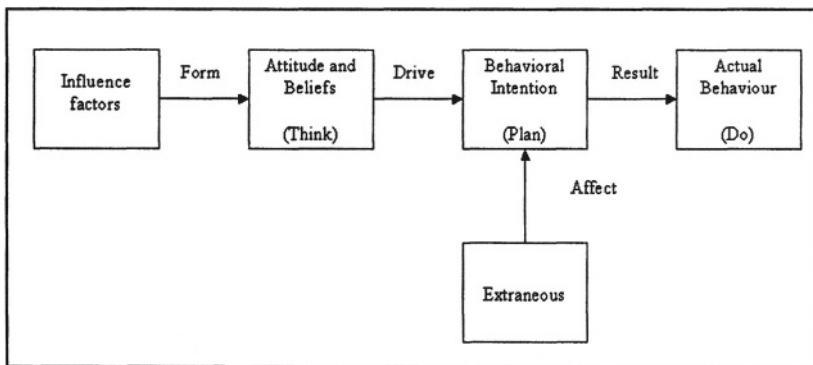 Influence
factors
Form
Attitude and
Beliefs
(Think)
Drive
Behavioral
Intention
(Plan)
Result
Actual
Behaviour
(Do)
Affect
Extraneous